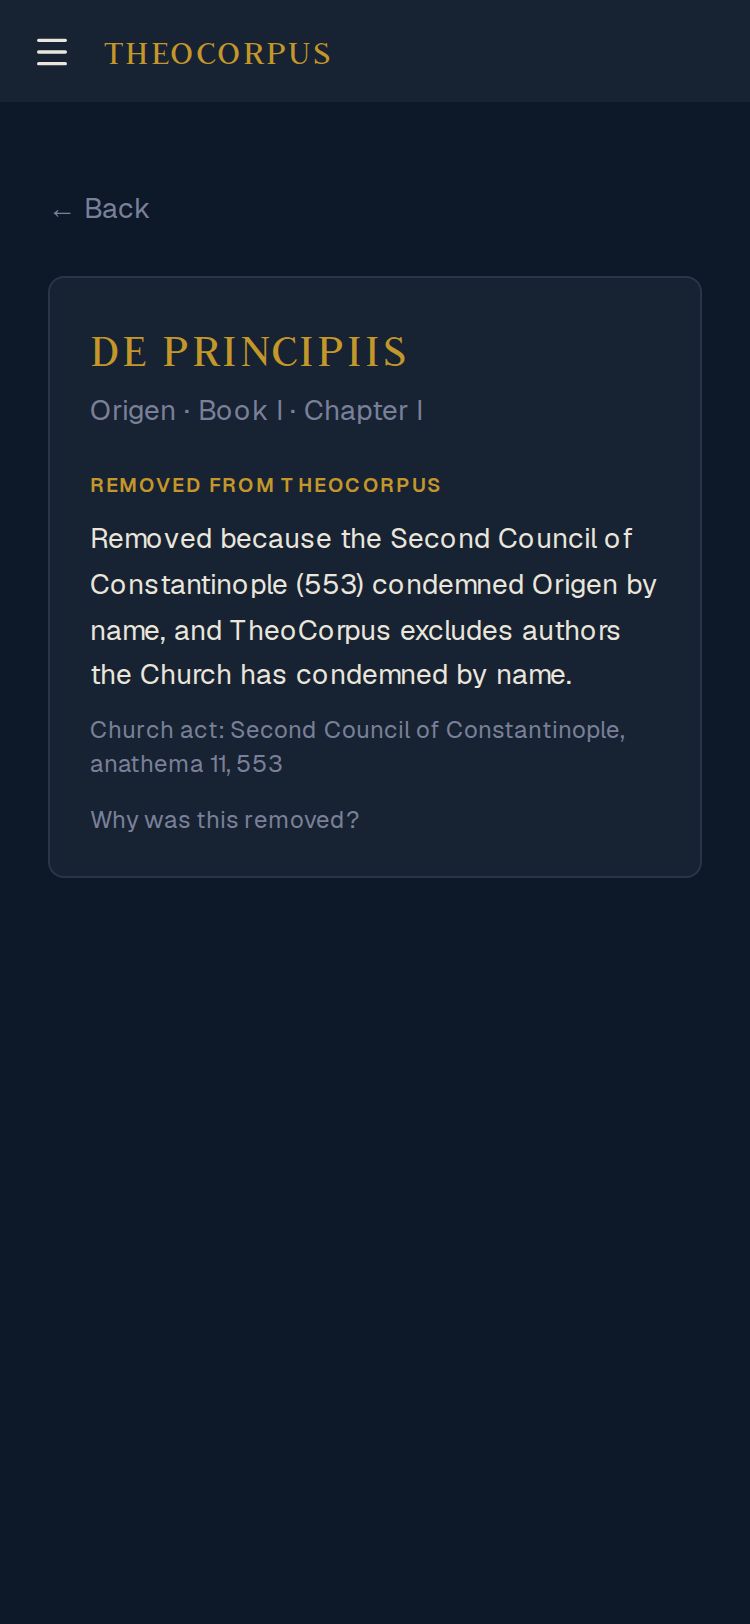 THEOCORPUS
← Back
DE PRINCIPIIS
Origen · Book I · Chapter I
REMOVED FROM THEOCORPUS
Removed because the Second Council of
Constantinople (553) condemned Origen by
name, and TheoCorpus excludes authors
the Church has condemned by name.
Church act: Second Council of Constantinople,
anathema 11, 553
Why was this removed?